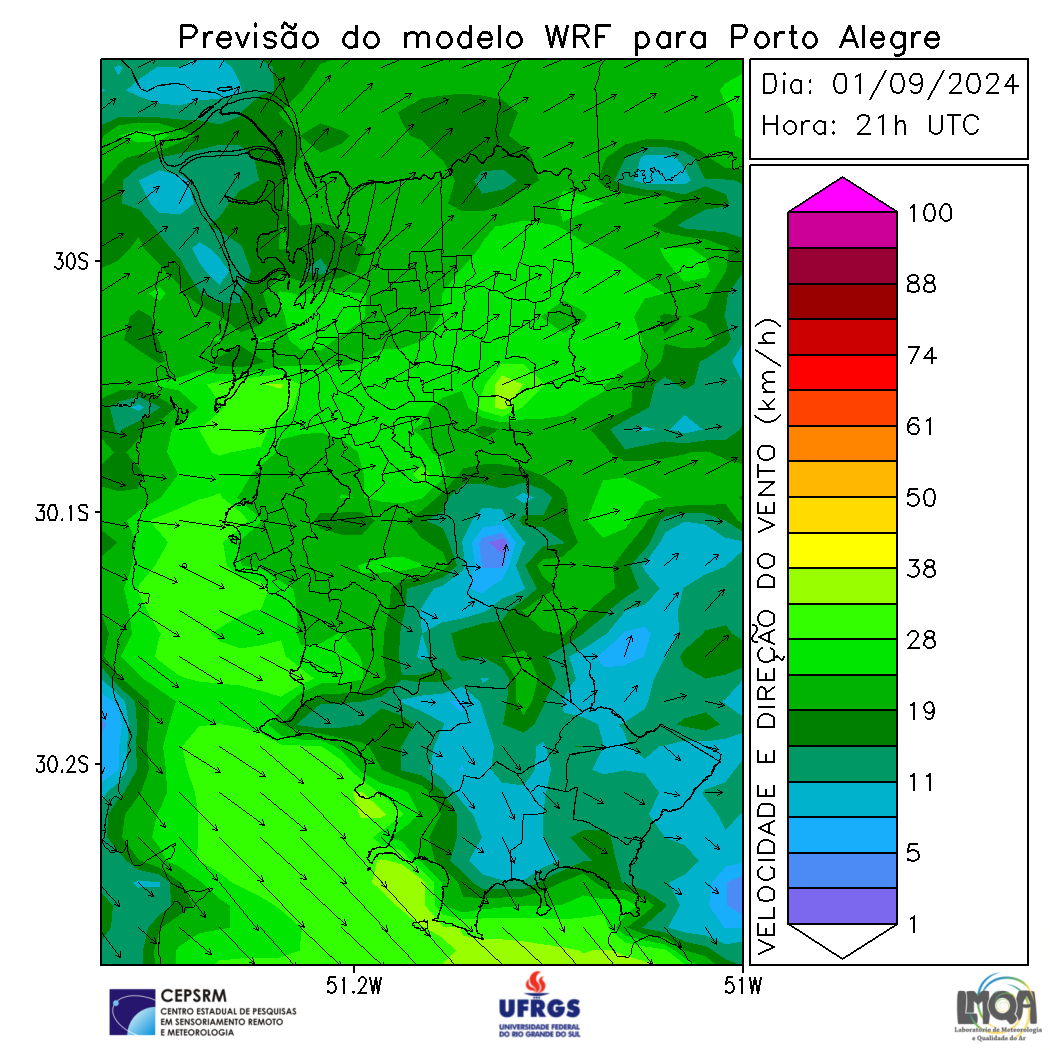 Previsão do modelo WRF para Porto Alegre
Dia: 01/09/2024
Hora: 21h UTC
30S
30.1S
30.2S
51.2W
51W
VELOCIDADE E DIREÇÃO DO VENTO (km/h)
100
88
74
61
50
38
28
19
11
5
1
CEPSRM
CENTRO ESTADUAL DE PESQUISAS
EM SENSORIAMENTO REMOTO
E METEOROLOGIA
UFRGS
UNIVERSIDADE FEDERAL
DO RIO GRANDE DO SUL
LMQA
Laboratório de Meteorologia
e Qualidade do Ar